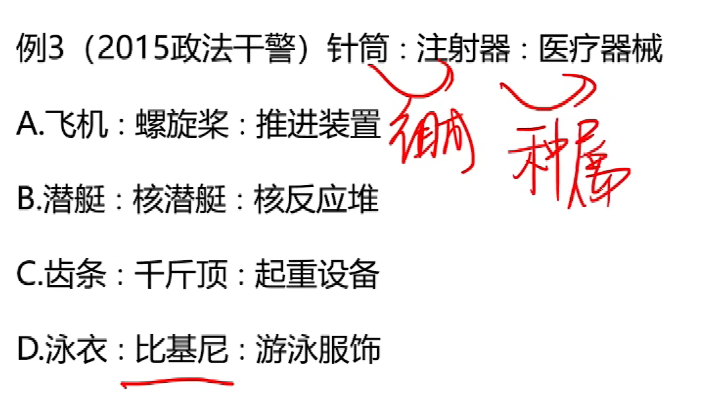 例3（2015政法干警）针筒：注射器：医疗器械
A.飞机：螺旋桨：推进装置
组成
种属
B.潜艇：核潜艇：核反应堆
C.齿条：千斤顶：起重设备
D.泳衣：比基尼：游泳服饰